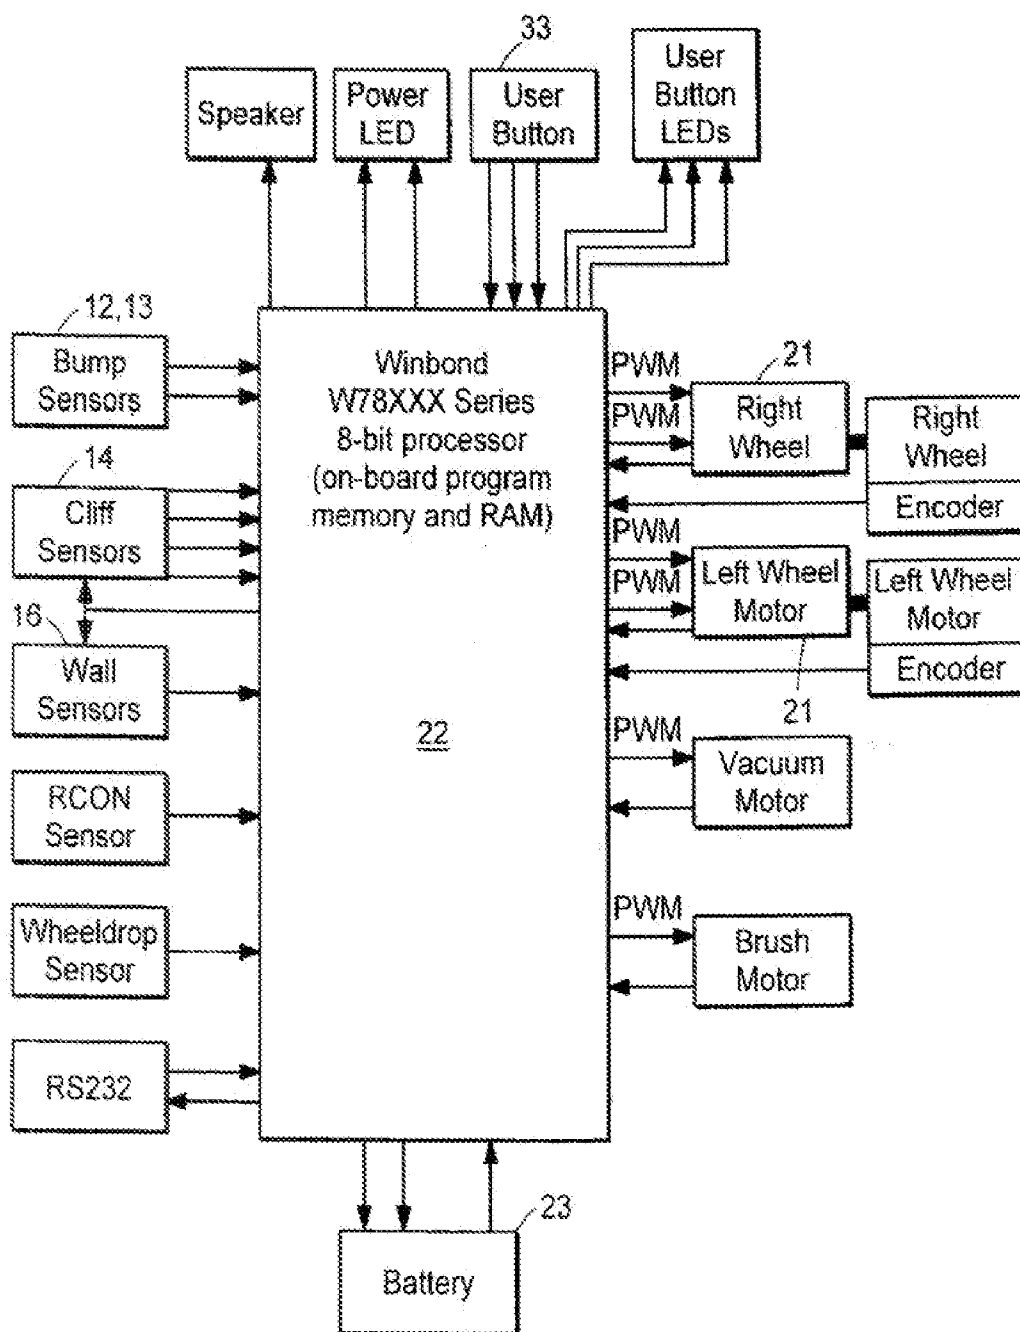 33
Speaker
Power
LED
User
Button
User
Button
LEDs
12,13
Bump
Sensors
14
Cliff
Sensors
16
Wall
Sensors
RCON
Sensor
Wheeldrop
Sensor
RS232
Winbond
W78XXX Series
8-bit processor
(on-board program
memory and RAM)
22
PWM
PWM
21
Right
Wheel
Right
Wheel
Encoder
PWM
PWM
Left Wheel
Motor
21
Left Wheel
Motor
Encoder
PWM
Vacuum
Motor
PWM
Brush
Motor
23
Battery